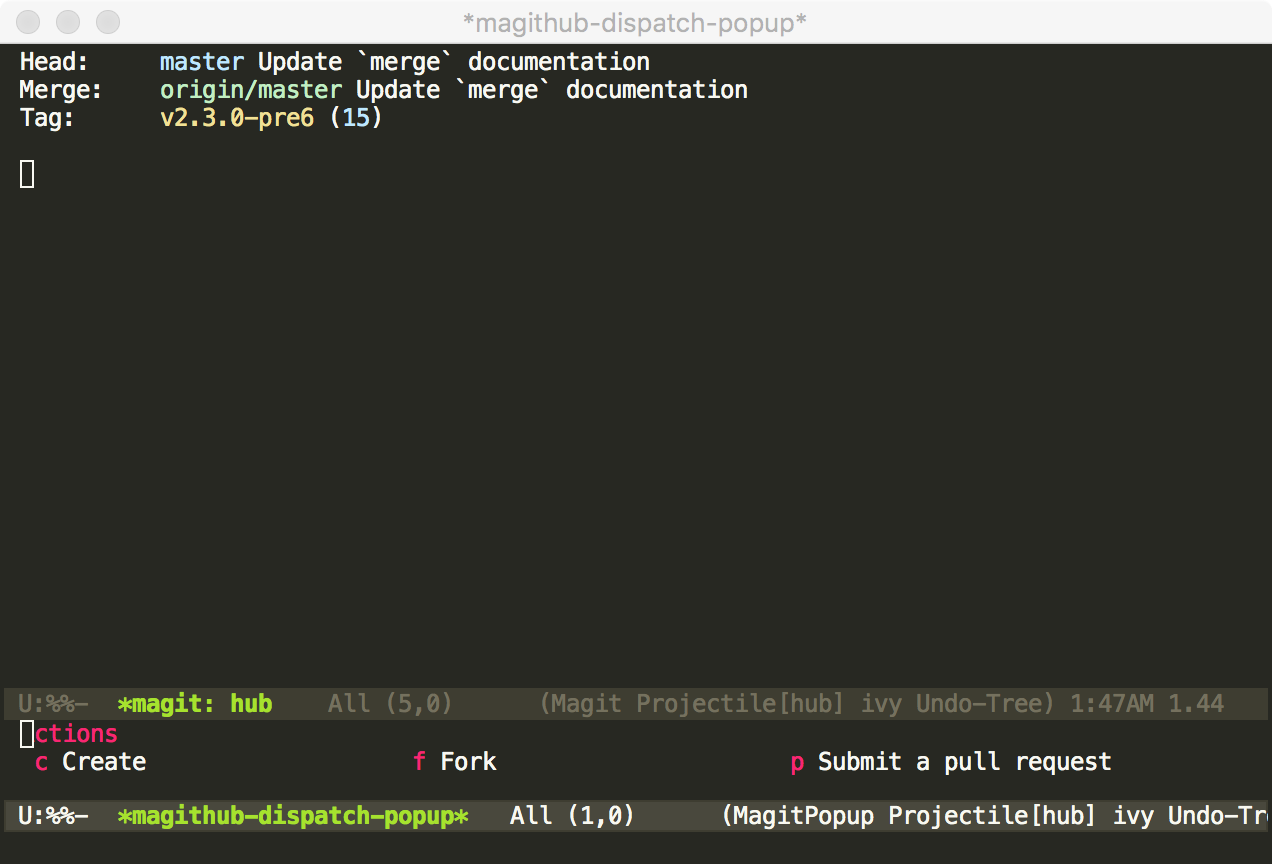 *magithub-dispatch-popup*
Head:     master Update `merge` documentation
Merge:    origin/master Update `merge` documentation
Tag:      v2.3.0-pre6 (15)
U:%%-  *magit: hub    All (5,0)      (Magit Projectile[hub] ivy Undo-Tree) 1:47AM 1.44
ctions
c Create                   f Fork                     p Submit a pull request
U:%%-  *magithub-dispatch-popup*   All (1,0)      (MagitPopup Projectile[hub] ivy Undo-Tr